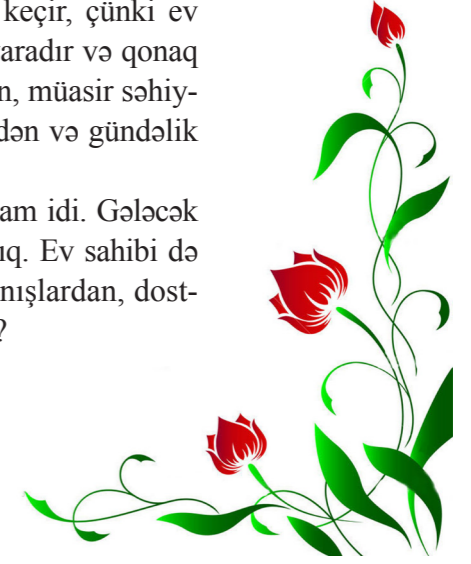 keçir, çünki ev
aradır və qonaq
n, müasir səhiy-
dən və gündəlik
am idi. Gələcək
ıq. Ev sahibi də
nışlardan, dost-
?